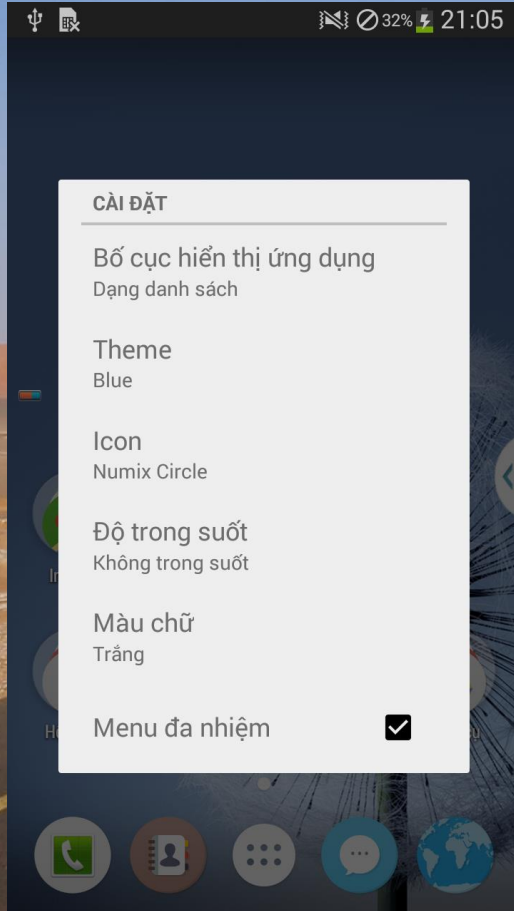 32% 21:05
CÀI ĐẶT
Bố cục hiển thị ứng dụng
Dạng danh sách
Theme
Blue
Icon
Numix Circle
Độ trong suốt
Không trong suốt
Màu chữ
Trắng
Menu đa nhiệm